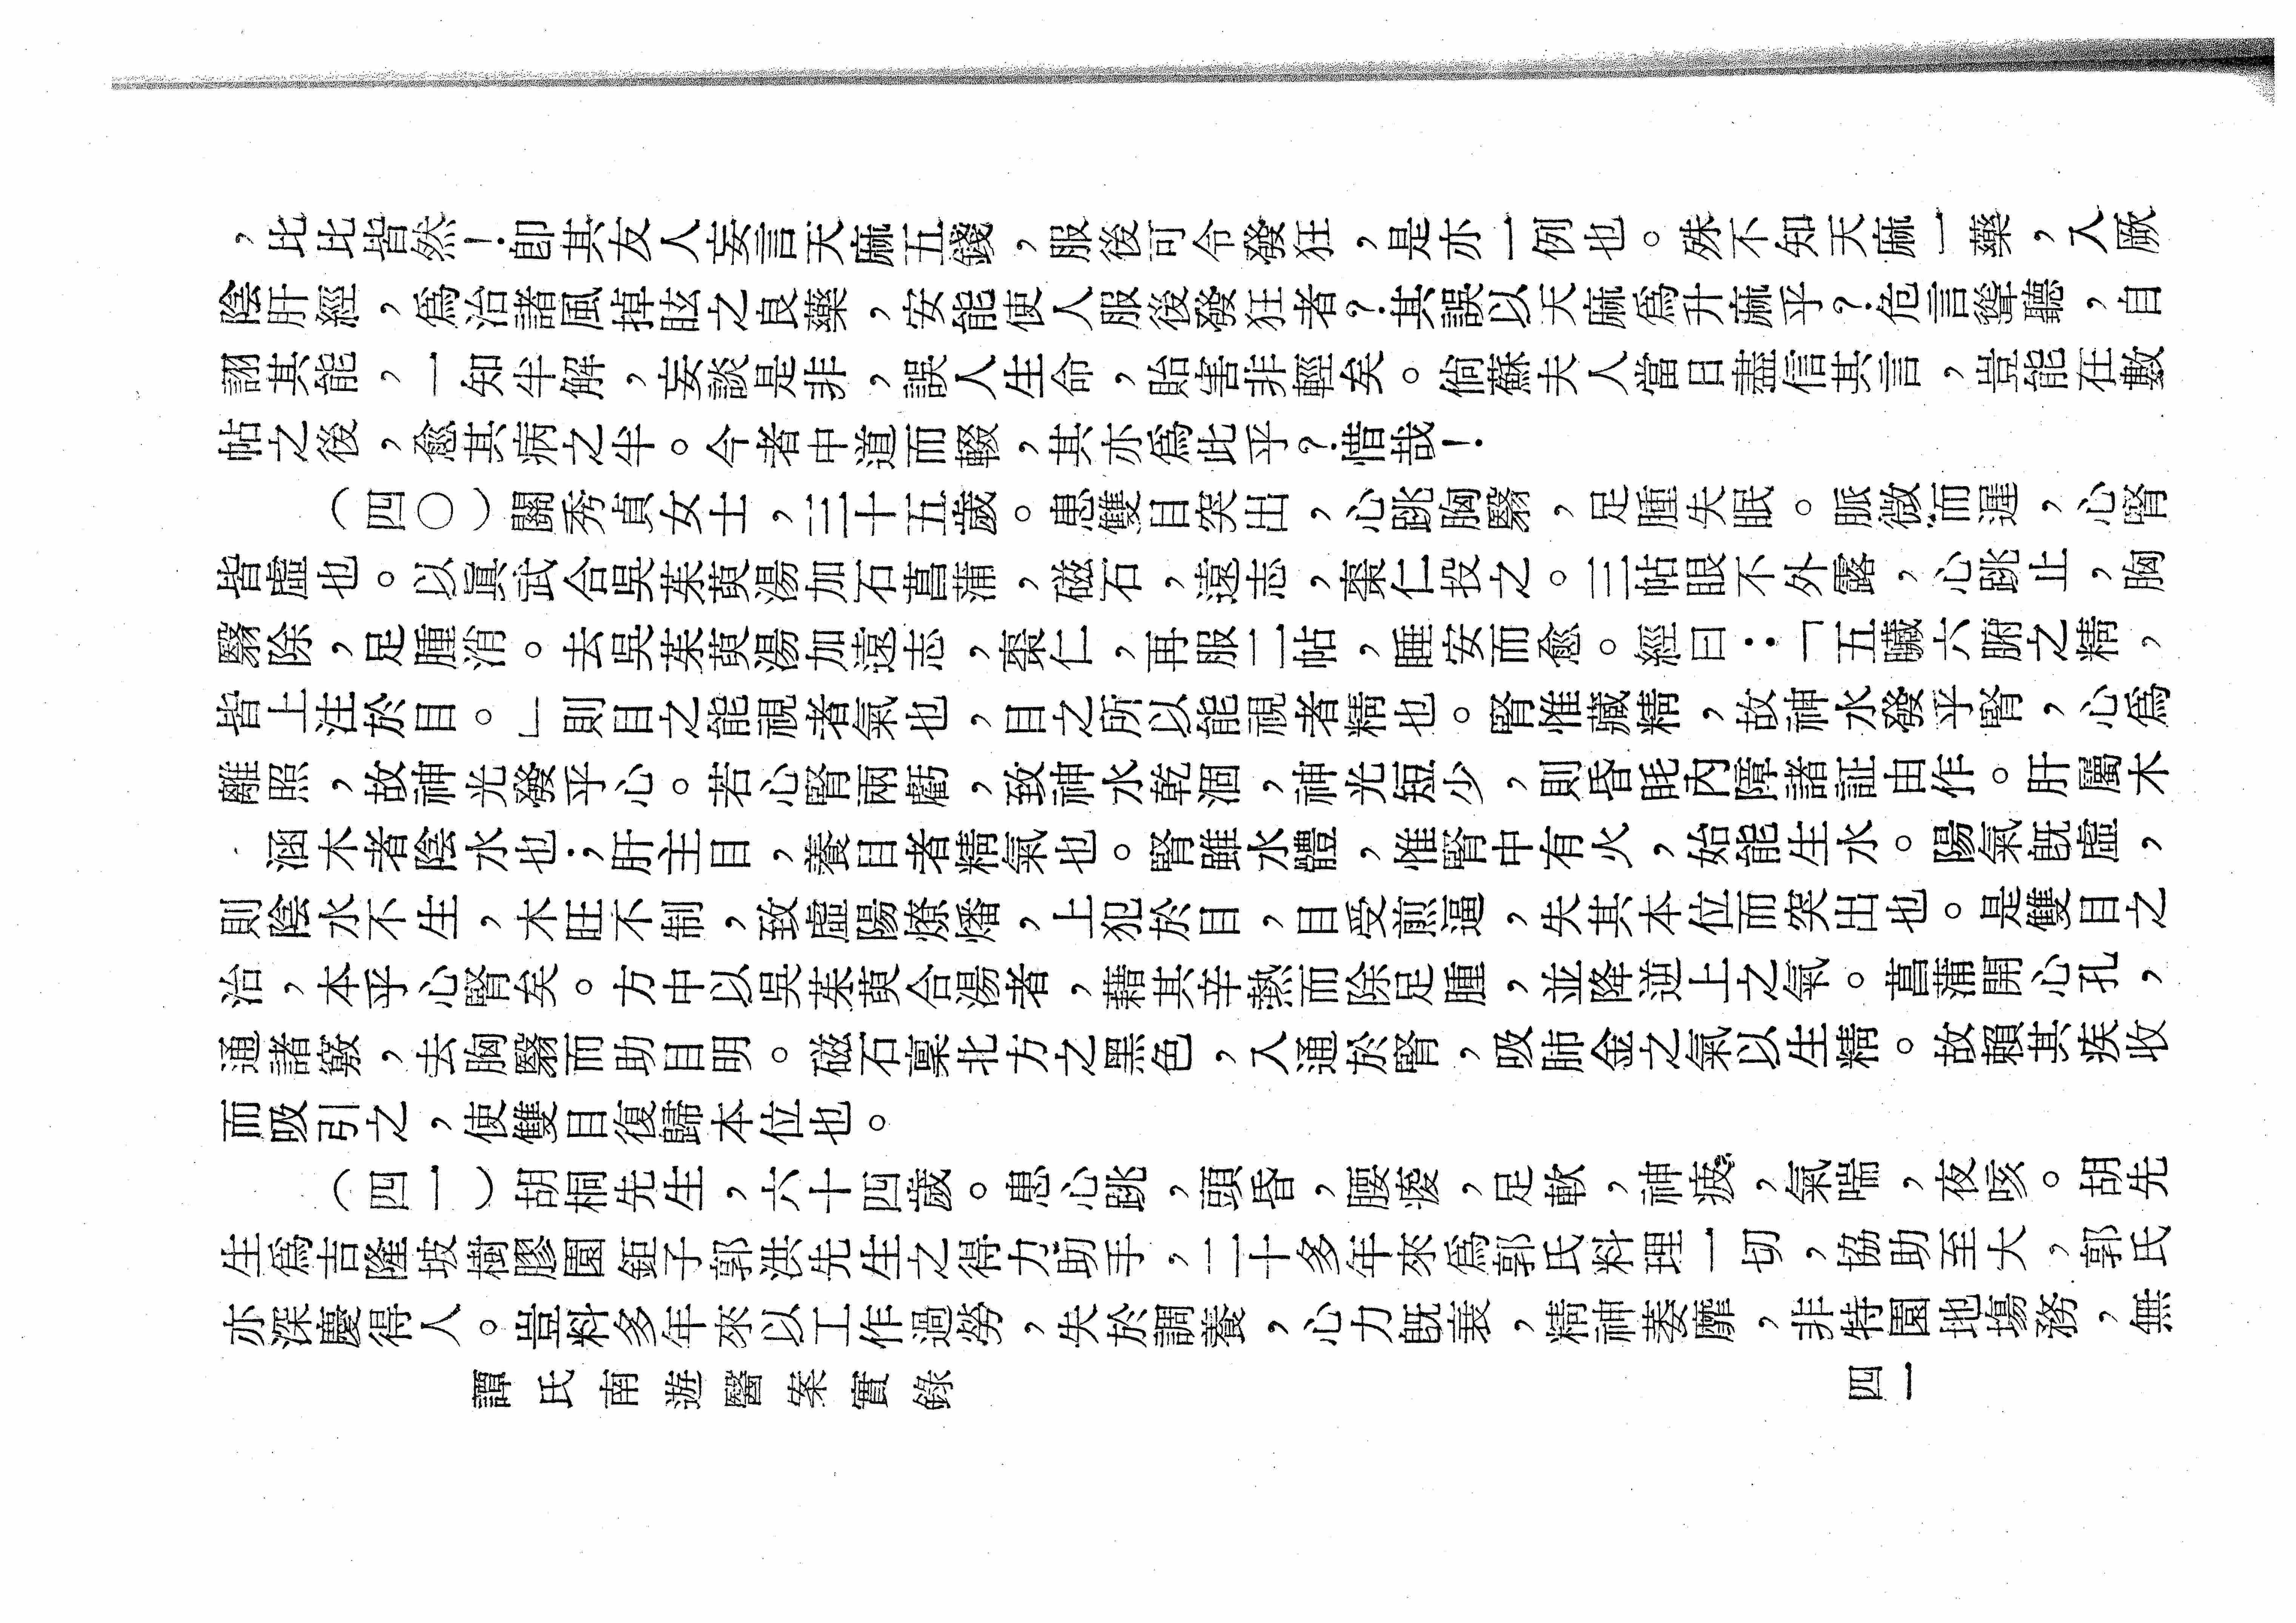 ，比比皆然！卽其友人妄言天麻五錢，服後可令發狂，是亦一例也。殊不知天麻一藥，入厥
陰肝經，爲治諸風掉眩之良藥，安能使人服後發狂者？其誤以天麻爲升麻乎？危言聳聽，自
詡其能，一知半解，妄談是非，誤人生命，貽害非輕矣。倘蘇夫人當日盡信其言，豈能在數
帖之後，愈其病之半。今者中道而輟，其亦爲此乎？惜哉！
（四〇）關秀貞女士，三十五歲。患雙目突出，心跳胸翳，足腫失眠。脈微而遲，心腎
皆虛也。以眞武合吳茱萸湯加石菖蒲，磁石，遠志，棗仁投之。三帖眼不外露，心跳止，胸
翳除，足腫消。去吳茱萸湯加遠志，棗仁，再服二帖，睡安而愈。經曰：「五臟六腑之精，
皆上注於目。」則目之能視者氣也，目之所以能視者精也。腎惟藏精，故神水發乎腎，心爲
離照，故神光發乎心。若心腎兩虧，致神水乾涸，神光短少，則昏眊內障諸証由作。肝屬木
，涵木者陰水也；肝主目，養目者精氣也。腎雖水體，惟腎中有火，始能生水。陽氣旣虛，
則陰水不生，木旺不制，致虛陽燎燔，上犯於目，目受煎逼，失其本位而突出也。是雙目之
治，本乎心腎矣。方中以吳茱萸合湯者，藉其辛熱而除足腫，並降逆上之氣。菖蒲開心孔，
通諸竅，去胸翳而助目明。磁石稟北方之黑色，入通於腎，吸肺金之氣以生精。故賴其疾收
而吸引之，使雙目復歸本位也。
（四一）胡桐先生，六十四歲。患心跳，頭昏，腰痠，足軟，神疲，氣喘，夜咳。胡先
生爲吉隆坡樹膠園鉅子郭洪先生之得力助手，二十多年來爲郭氏料理一切，協助至大，郭氏
亦深慶得人。豈料多年來以工作過勞，失於調養，心力旣衰，精神萎靡，非特園地塲務，無
譚氏南遊醫案實錄
四一